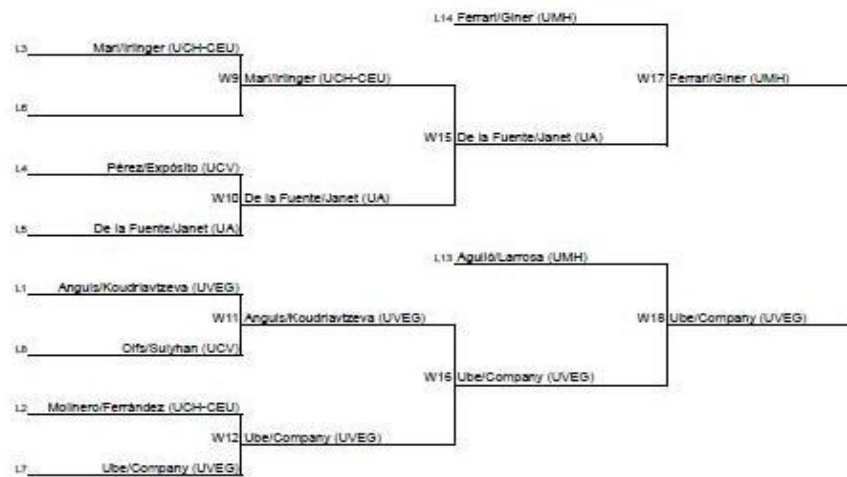 L14 Ferrari/Giner (UMH)
L3 Mari/Irlinger (UCH-CEU)
W9 Mari/Irlinger (UCH-CEU)
W17 Ferrari/Giner (UMH)
L6
W15 De la Fuente/Janet (UA)
L4 Pérez/Expósito (UCV)
W10 De la Fuente/Janet (UA)
L5 De la Fuente/Janet (UA)
L13 Aguiló/Larrosa (UMH)
L1 Anguis/Koudriavtzeva (UVEG)
W11 Anguis/Koudriavtzeva (UVEG)
W18 Ube/Company (UVEG)
L8 Olfs/Sulyhan (UCV)
W16 Ube/Company (UVEG)
L2 Molinero/Ferrández (UCH-CEU)
W12 Ube/Company (UVEG)
L7 Ube/Company (UVEG)